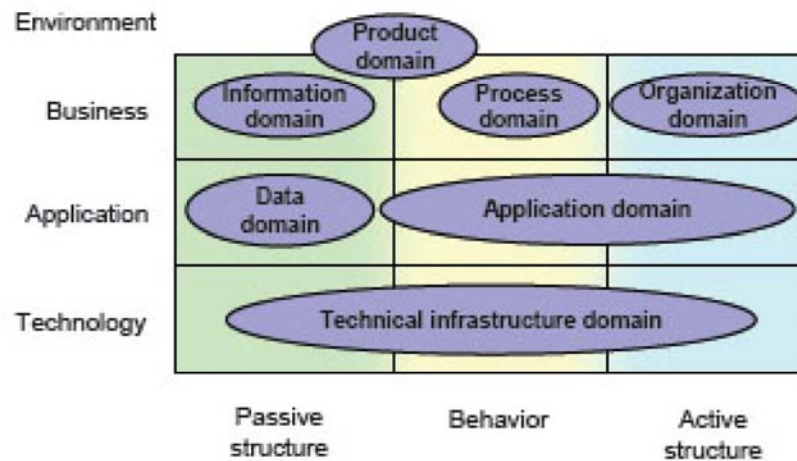 Environment
Product
domain
Business
Information
domain
Process
domain
Organization
domain
Application
Data
domain
Application domain
Technology
Technical infrastructure domain
Passive
structure
Behavior
Active
structure